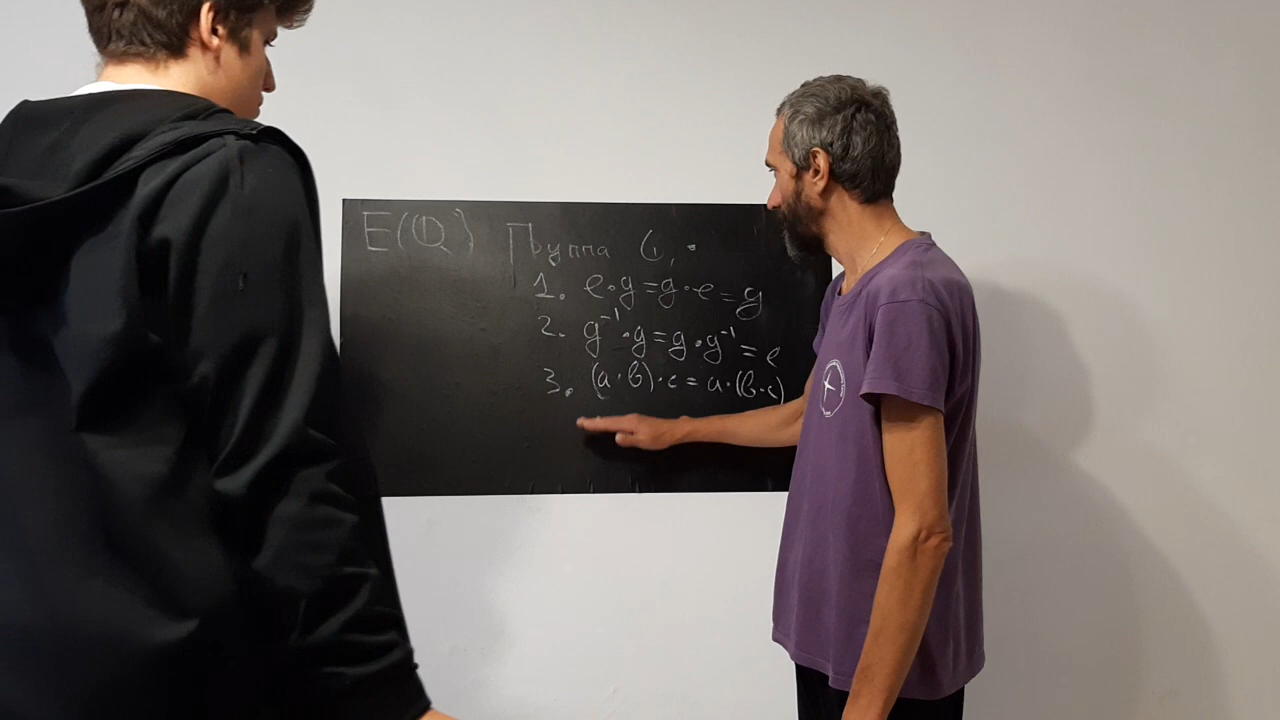 E(Q) Группа G, •
1. e•g=g•e=g
2. g⁻¹•g=g•g⁻¹=e
3. (a•b)•c=a•(b•c)